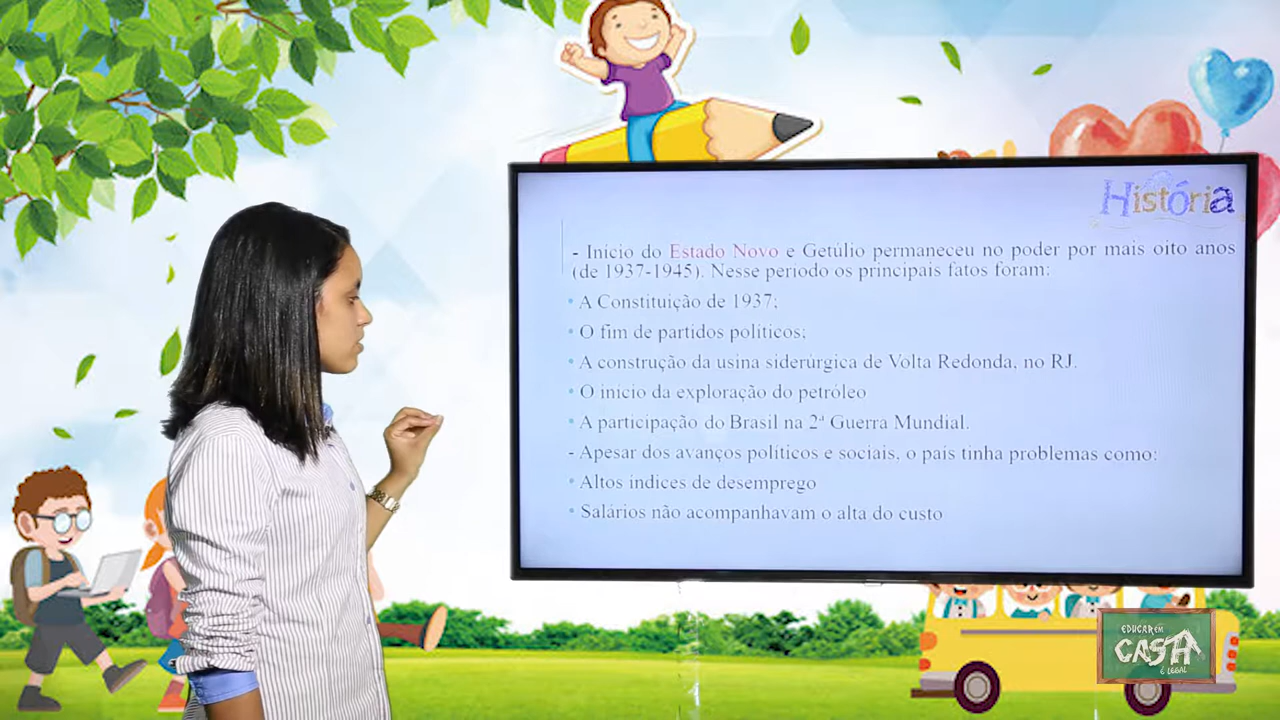 História
- Início do Estado Novo e Getúlio permaneceu no poder por mais oito anos
(de 1937-1945). Nesse período os principais fatos foram:
• A Constituição de 1937;
• O fim de partidos políticos;
• A construção da usina siderúrgica de Volta Redonda, no RJ.
• O início da exploração do petróleo
• A participação do Brasil na 2ª Guerra Mundial.
- Apesar dos avanços políticos e sociais, o país tinha problemas como:
• Altos índices de desemprego
• Salários não acompanhavam o alta do custo
EDUCAR EM
CASA
É LEGAL